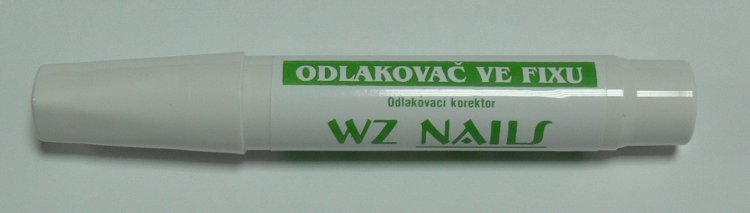 ODLAKOVAČ VE FIXU
Odlakovací korektor
WZ NAILS